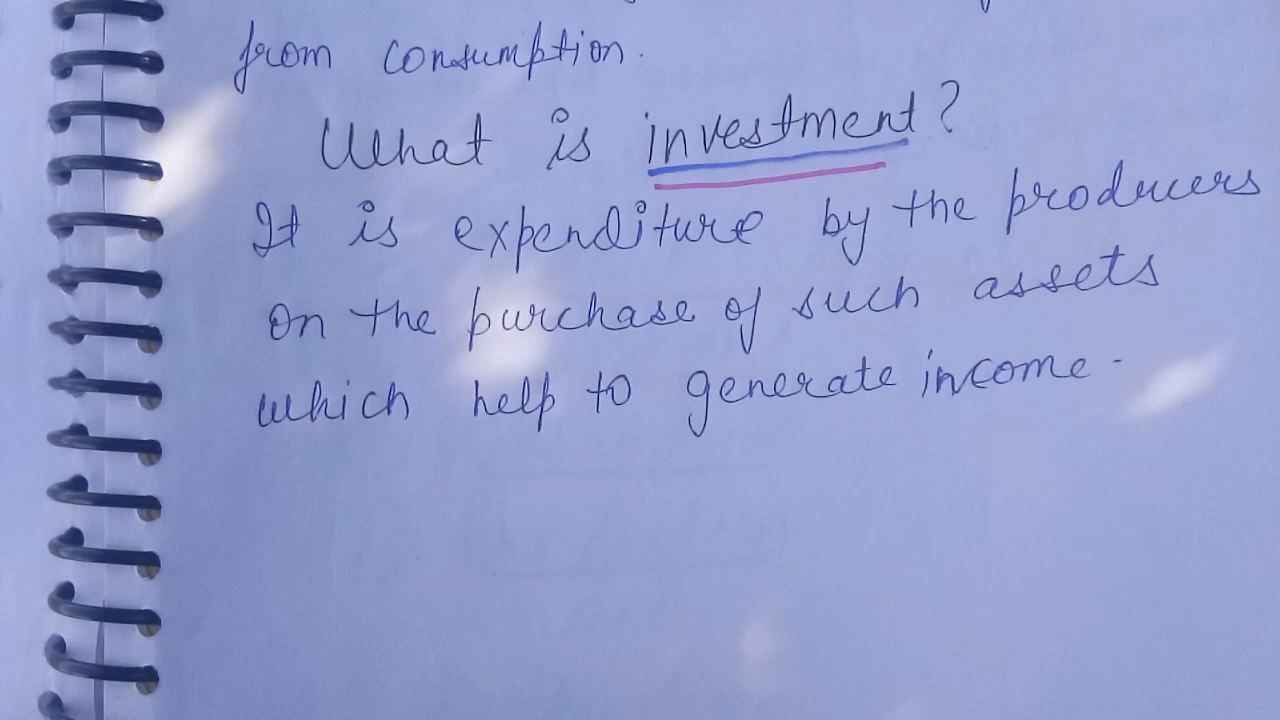 from consumption.
What is investment?
It is expenditure by the producers
on the purchase of such assets
which help to generate income.